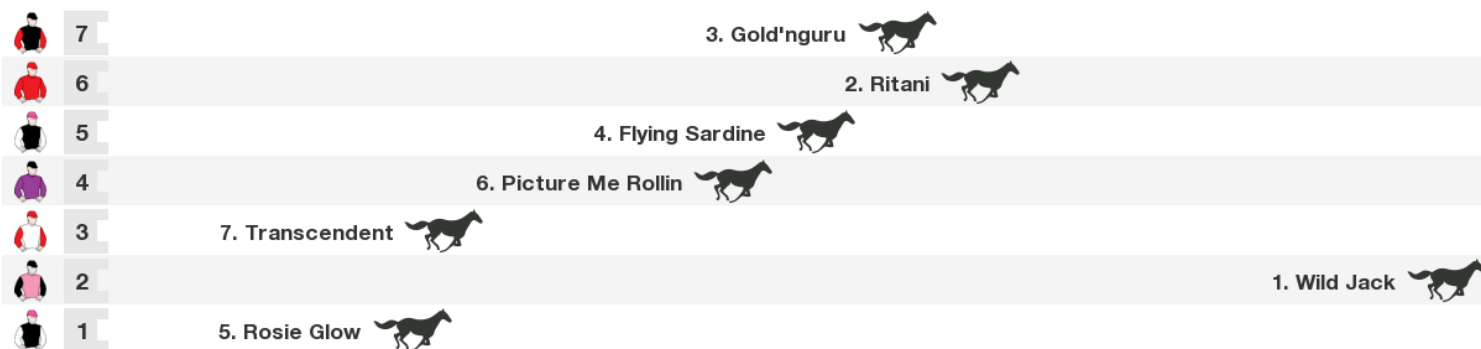 7 3. Gold'nguru
6 2. Ritani
5 4. Flying Sardine
4 6. Picture Me Rollin
3 7. Transcendent
2 1. Wild Jack
1 5. Rosie Glow